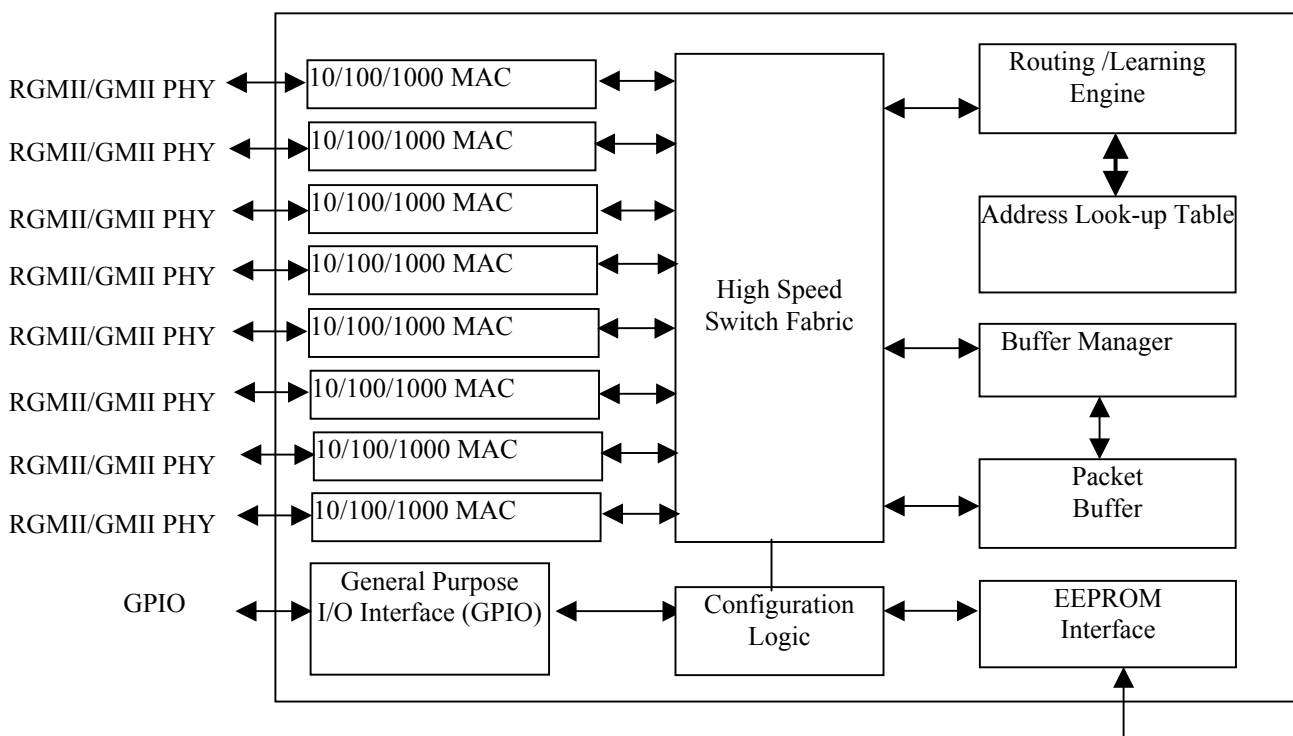 RGMII/GMII PHY
RGMII/GMII PHY
RGMII/GMII PHY
RGMII/GMII PHY
RGMII/GMII PHY
RGMII/GMII PHY
RGMII/GMII PHY
RGMII/GMII PHY
GPIO
10/100/1000 MAC
10/100/1000 MAC
10/100/1000 MAC
10/100/1000 MAC
10/100/1000 MAC
10/100/1000 MAC
10/100/1000 MAC
10/100/1000 MAC
General Purpose
I/O Interface (GPIO)
High Speed
Switch Fabric
Configuration
Logic
Routing /Learning
Engine
Address Look-up Table
Buffer Manager
Packet
Buffer
EEPROM
Interface